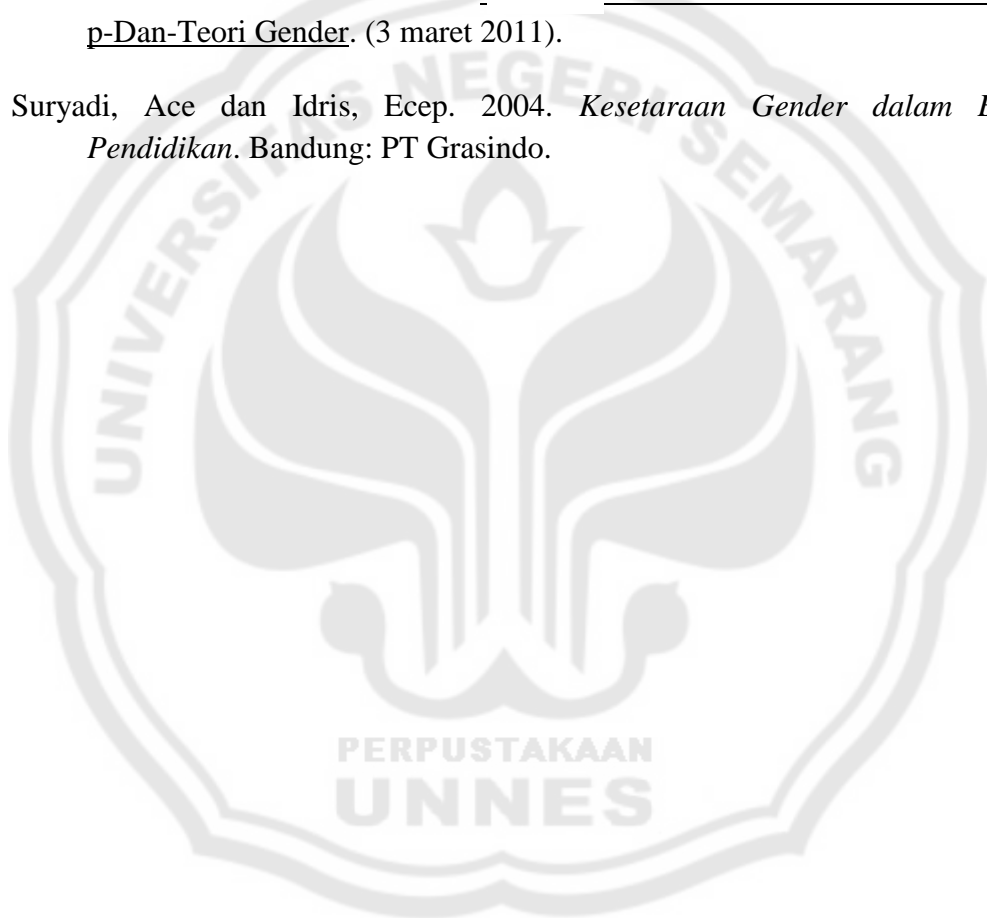 p-Dan-Teori Gender. (3 maret 2011).
Suryadi, Ace dan Idris, Ecep. 2004. Kesetaraan Gender dalam
Pendidikan. Bandung: PT Grasindo.
UNIVERSITAS NEGERI SEMARANG
PERPUSTAKAAN
UNNES